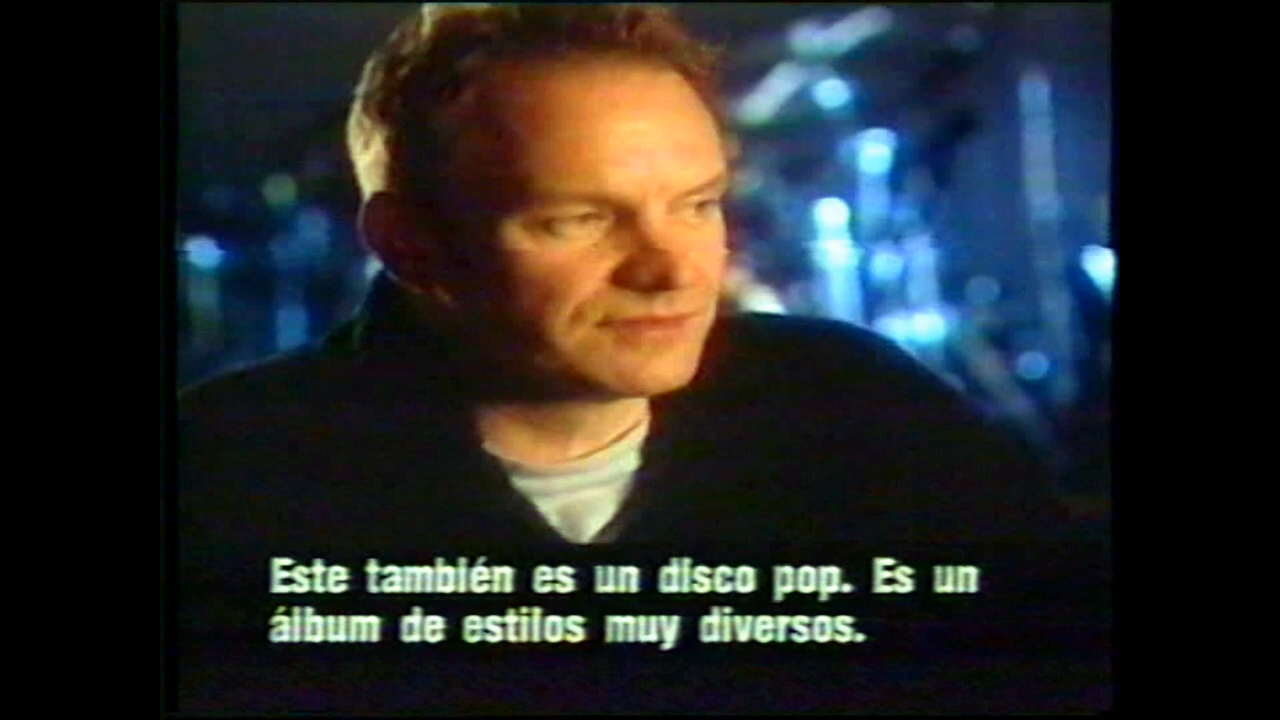 Este también es un disco pop. Es un
álbum de estilos muy diversos.